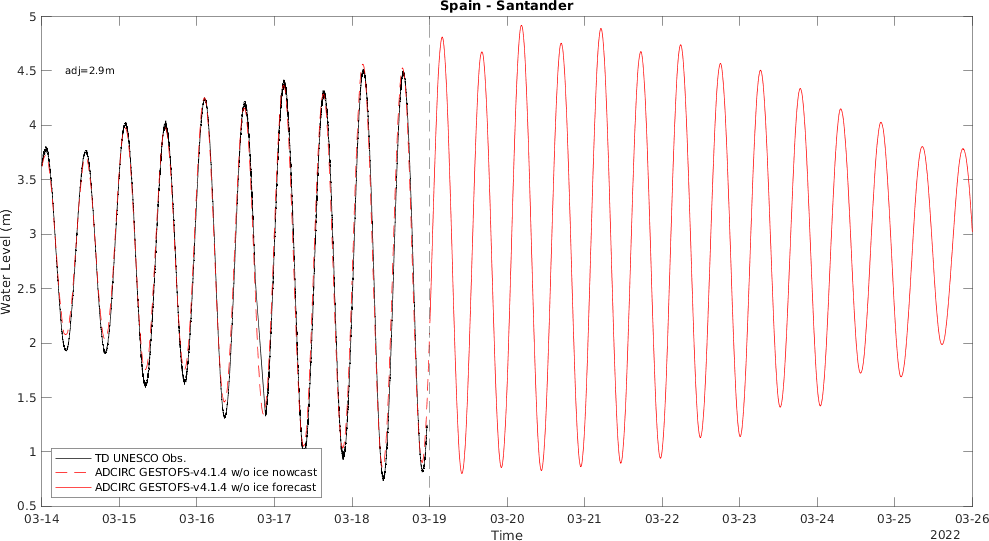 Spain - Santander
adj=2.9m
Water Level (m)
5
4.5
4
3.5
3
2.5
2
1.5
1
0.5
TD UNESCO Obs.
ADCIRC GESTOFS-v4.1.4 w/o ice nowcast
ADCIRC GESTOFS-v4.1.4 w/o ice forecast
03-14 03-15 03-16 03-17 03-18 03-19 03-20 03-21 03-22 03-23 03-24 03-25 03-26
Time
2022